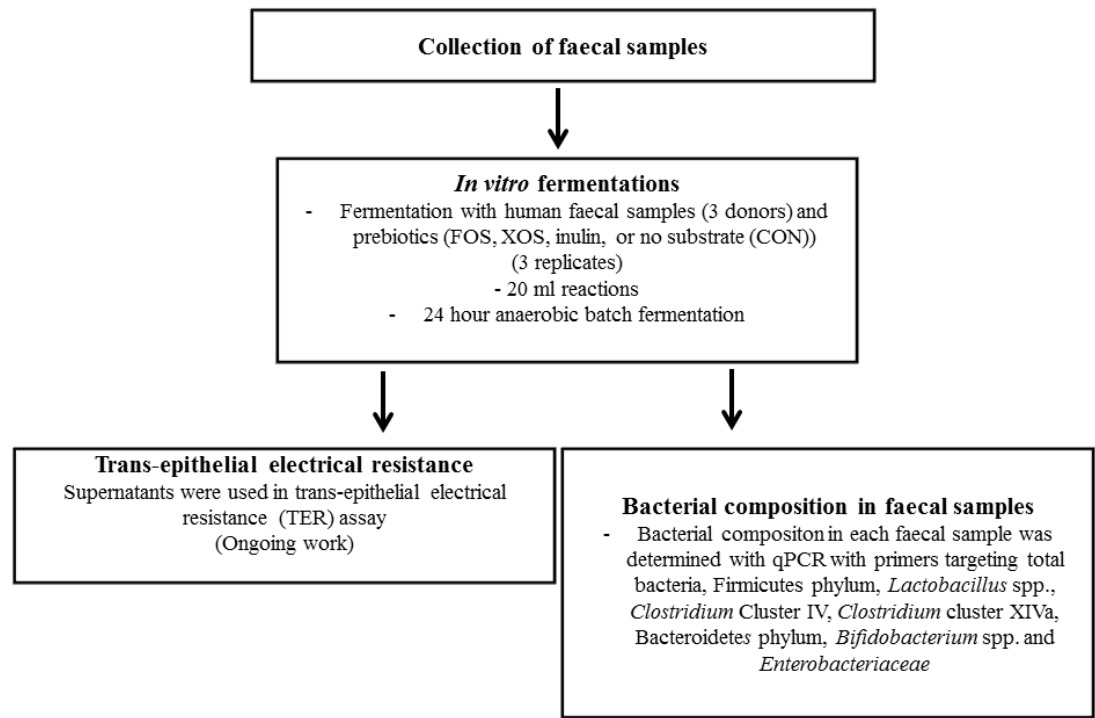 Collection of faecal samples
In vitro fermentations
- Fermentation with human faecal samples (3 donors) and
prebiotics (FOS, XOS, inulin, or no substrate (CON))
(3 replicates)
- 20 ml reactions
- 24 hour anaerobic batch fermentation
Trans-epithelial electrical resistance
Supernatants were used in trans-epithelial electrical
resistance (TER) assay
(Ongoing work)
Bacterial composition in faecal samples
- Bacterial compositon in each faecal sample was
determined with qPCR with primers targeting total
bacteria, Firmicutes phylum, Lactobacillus spp.,
Clostridium Cluster IV, Clostridium cluster XIVa,
Bacteroidetes phylum, Bifidobacterium spp. and
Enterobacteriaceae